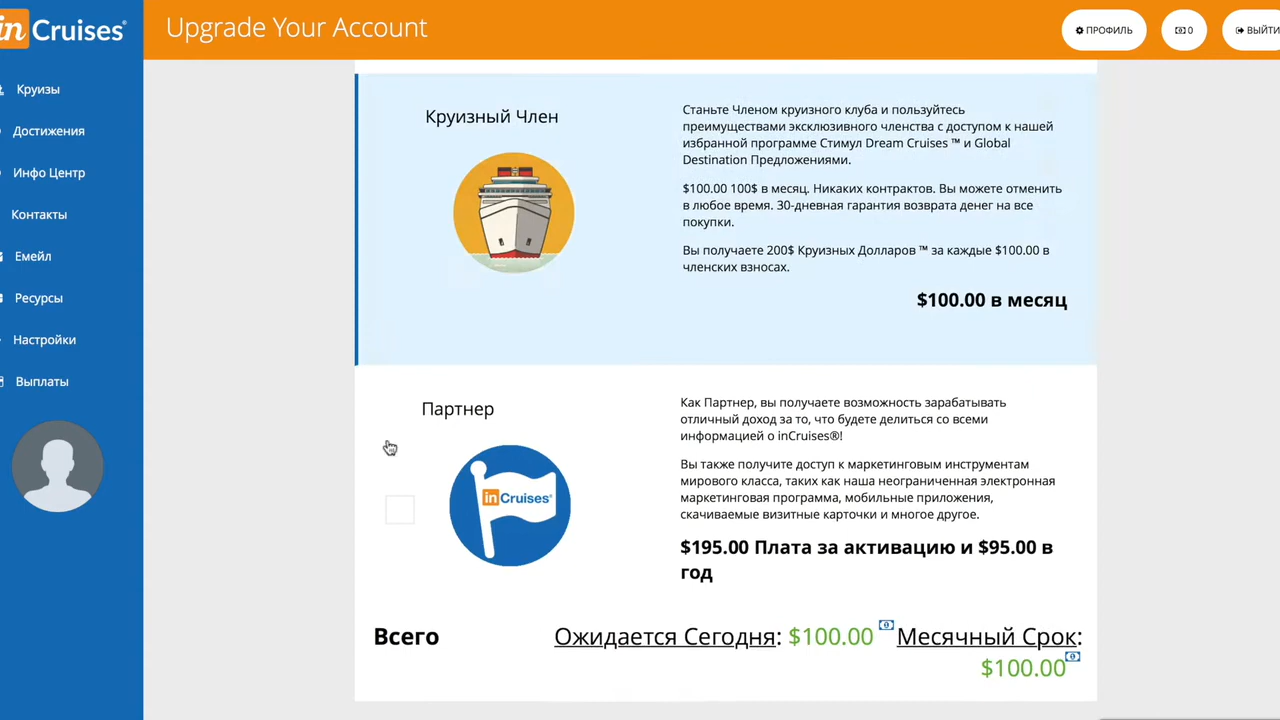 in Cruises®
Upgrade Your Account
ПРОФИЛЬ
0
ВЫЙТИ
Круизы
Достижения
Инфо Центр
Контакты
Емейл
Ресурсы
Настройки
Выплаты
Круизный Член
Станьте Членом круизного клуба и пользуйтесь
преимуществами эксклюзивного членства с доступом к нашей
избранной программе Стимул Dream Cruises ™ и Global
Destination Предложениями.
$100.00 100$ в месяц. Никаких контрактов. Вы можете отменить
в любое время. 30-дневная гарантия возврата денег на все
покупки.
Вы получаете 200$ Круизных Долларов ™ за каждые $100.00 в
членских взносах.
$100.00 в месяц
Партнер
inCruises®
Как Партнер, вы получаете возможность зарабатывать
отличный доход за то, что будете делиться со всеми
информацией о inCruises®!
Вы также получите доступ к маркетинговым инструментам
мирового класса, таких как наша неограниченная электронная
маркетинговая программа, мобильные приложения,
скачиваемые визитные карточки и многое другое.
$195.00 Плата за активацию и $95.00 в
год
Всего
Ожидается Сегодня: $100.00 Месячный Срок:
$100.00